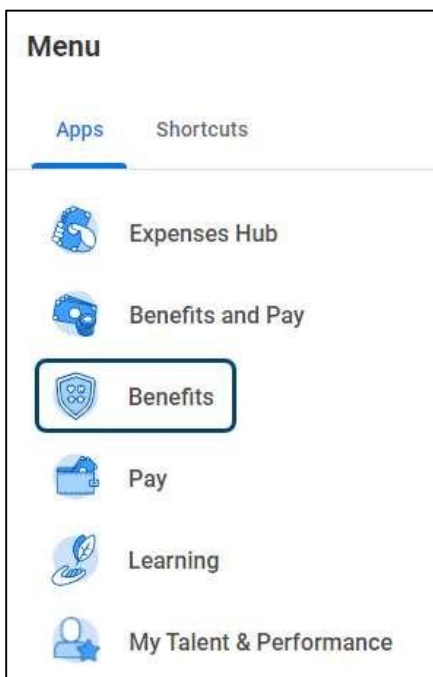 Menu
Apps Shortcuts
Expenses Hub
Benefits and Pay
Benefits
Pay
Learning
My Talent & Performance